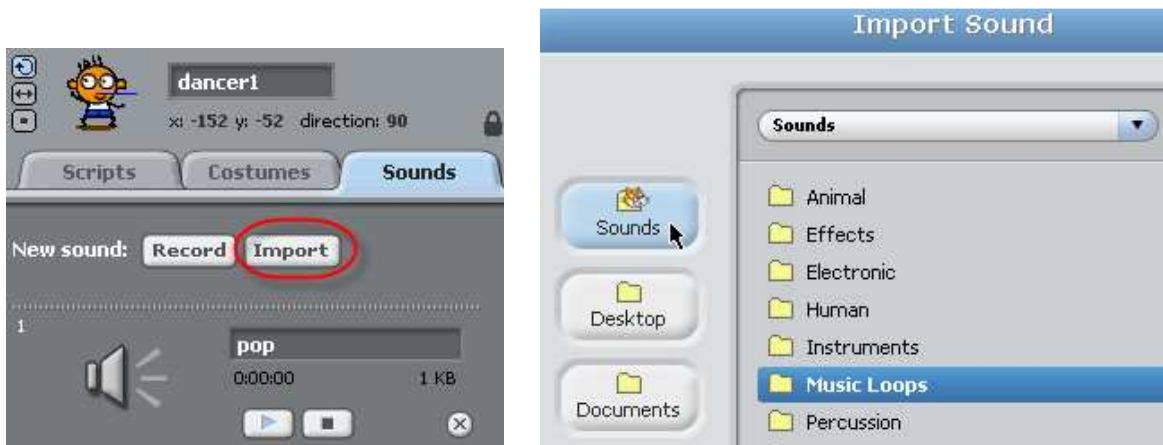 dancer1
x: -152 y: -52 direction: 90
Scripts Costumes Sounds
New sound: Record Import
1
pop
0:00:00 1 KB
Import Sound
Sounds
Sounds
Desktop
Documents
Animal
Effects
Electronic
Human
Instruments
Music Loops
Percussion